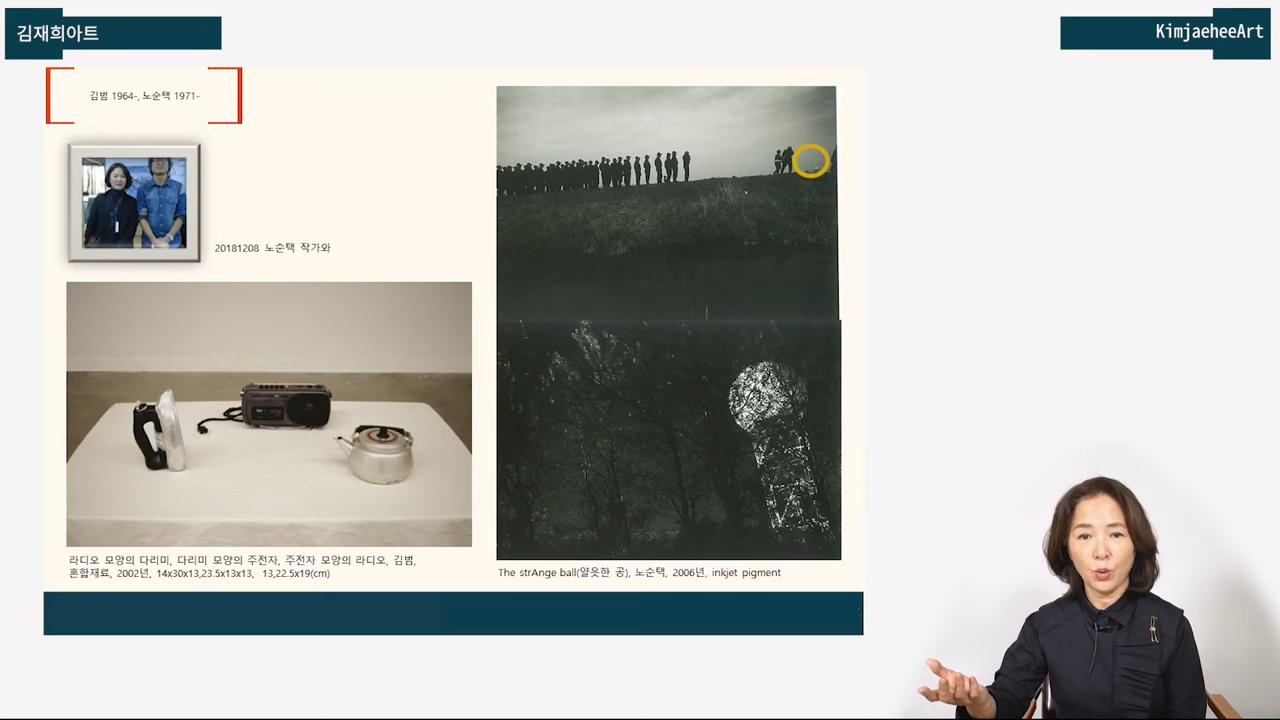 김재희아트
KimjaeheeArt
김범 1964-, 노순택 1971-
20181208 노순택 작가와
라디오 모양의 다리미, 다리미 모양의 주전자, 주전자 모양의 라디오, 김범,
혼합재료, 2002년, 14x30x13,23.5x13x13, 13,22.5x19(cm)
The strAnge ball(얄읏한 공), 노순택, 2006년, inkjet pigment